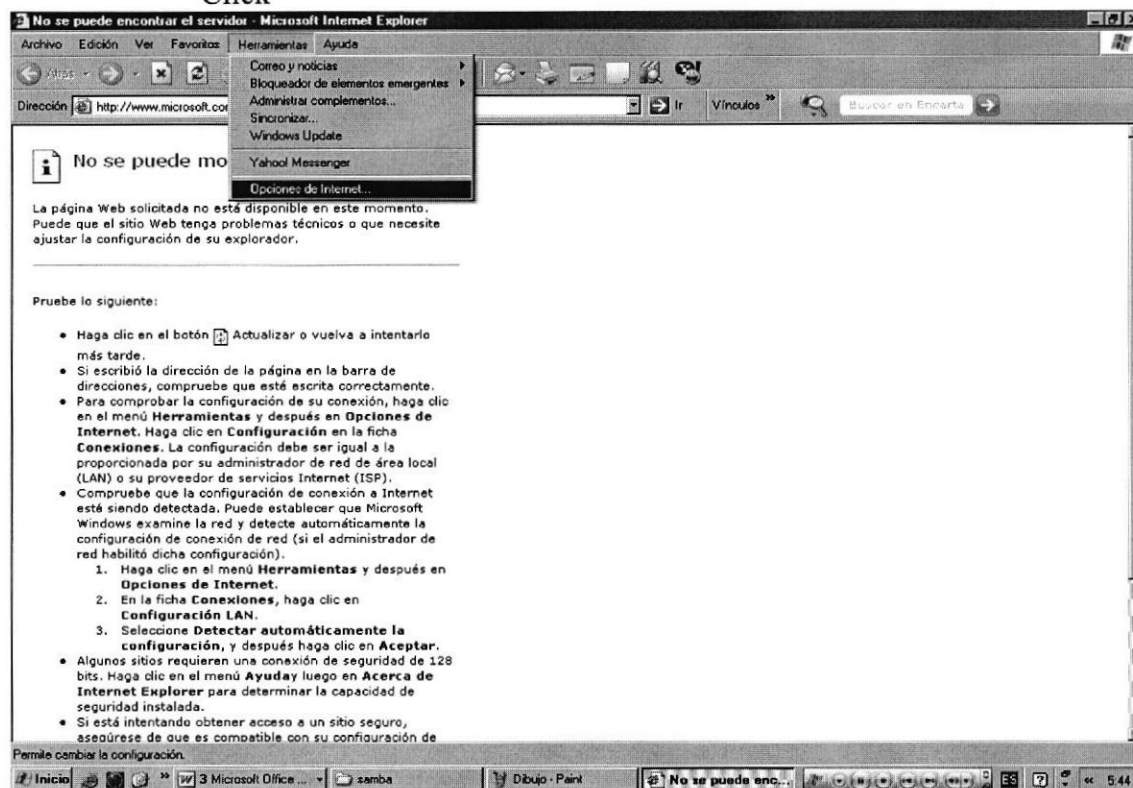 Click
No se puede encontrar el servidor - Microsoft Internet Explorer
Archivo Edición Ver Favoritos Herramientas Ayuda
Atrás
Correo y noticias
Bloqueador de elementos emergentes
Administrar complementos...
Sincronizar...
Windows Update
Yahoo! Messenger
Opciones de Internet...
Dirección http://www.microsoft.co Ir Vínculos » Buscar en Encarta
No se puede mo
La página Web solicitada no está disponible en este momento.
Puede que el sitio Web tenga problemas técnicos o que necesite
ajustar la configuración de su explorador.
Pruebe lo siguiente:
• Haga clic en el botón Actualizar o vuelva a intentarlo
más tarde.
• Si escribió la dirección de la página en la barra de
direcciones, compruebe que esté escrita correctamente.
• Para comprobar la configuración de su conexión, haga clic
en el menú Herramientas y después en Opciones de
Internet. Haga clic en Configuración en la ficha
Conexiones. La configuración debe ser igual a la
proporcionada por su administrador de red de área local
(LAN) o su proveedor de servicios Internet (ISP).
• Compruebe que la configuración de conexión a Internet
está siendo detectada. Puede establecer que Microsoft
Windows examine la red y detecte automáticamente la
configuración de conexión de red (si el administrador de
red habilitó dicha configuración).
1. Haga clic en el menú Herramientas y después en
Opciones de Internet.
2. En la ficha Conexiones, haga clic en
Configuración LAN.
3. Seleccione Detectar automáticamente la
configuración, y después haga clic en Aceptar.
• Algunos sitios requieren una conexión de seguridad de 128
bits. Haga clic en el menú Ayuday luego en Acerca de
Internet Explorer para determinar la capacidad de
seguridad instalada.
• Si está intentando obtener acceso a un sitio seguro,
asegúrese de que es compatible con su configuración de
Permite cambiar la configuración.
Inicio » 3 Microsoft Office ... samba Dibujo - Paint No se puede enc... ES ? « 5:44